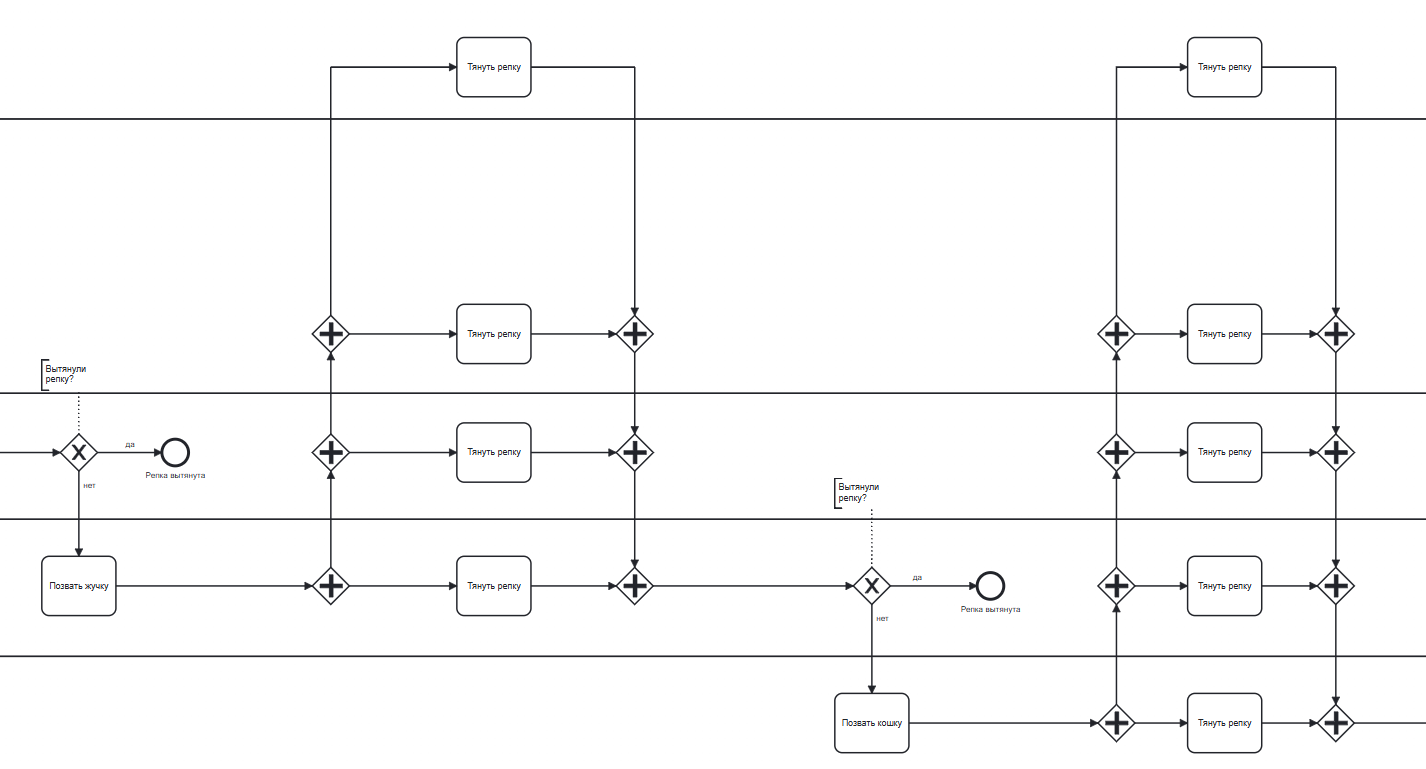 Тянуть репку
Тянуть репку
Тянуть репку
Тянуть репку
Вытянули
репку?
да
Репка вытянута
нет
Тянуть репку
Тянуть репку
Вытянули
репку?
Позвать жучку
Тянуть репку
да
Репка вытянута
нет
Тянуть репку
Позвать кошку
Тянуть репку